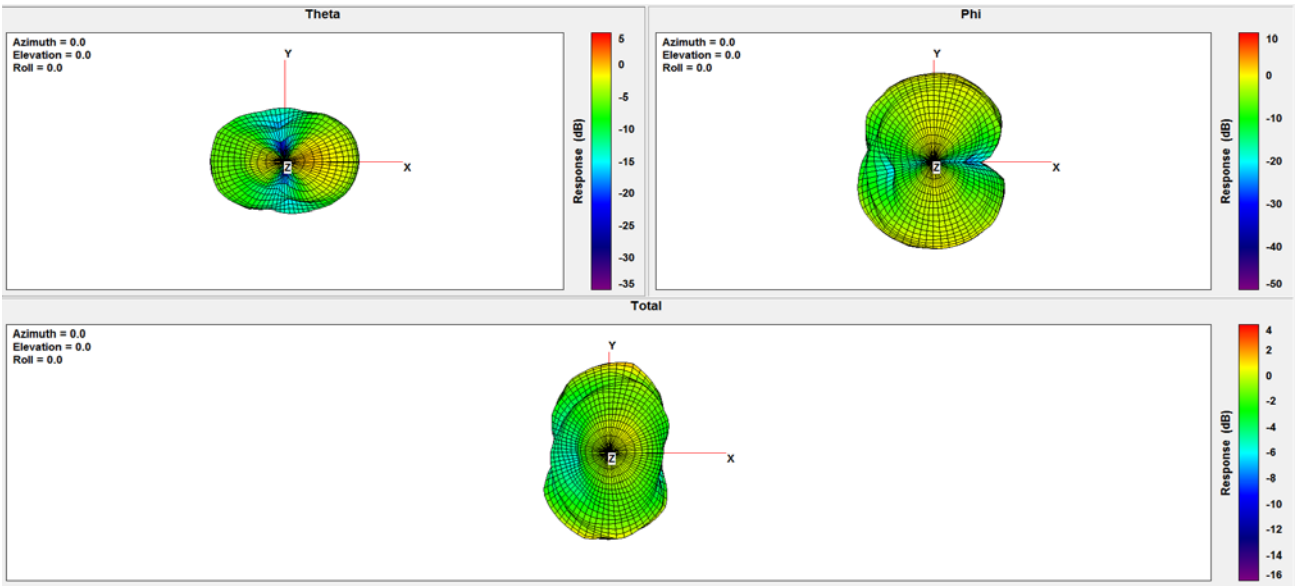 Theta
Azimuth = 0.0
Elevation = 0.0
Roll = 0.0
Y
X
Z
5
0
-5
-10
-15
-20
-25
-30
-35
Response (dB)
Phi
Azimuth = 0.0
Elevation = 0.0
Roll = 0.0
Y
X
Z
10
0
-10
-20
-30
-40
-50
Response (dB)
Total
Azimuth = 0.0
Elevation = 0.0
Roll = 0.0
Y
X
Z
4
2
0
-2
-4
-6
-8
-10
-12
-14
-16
Response (dB)